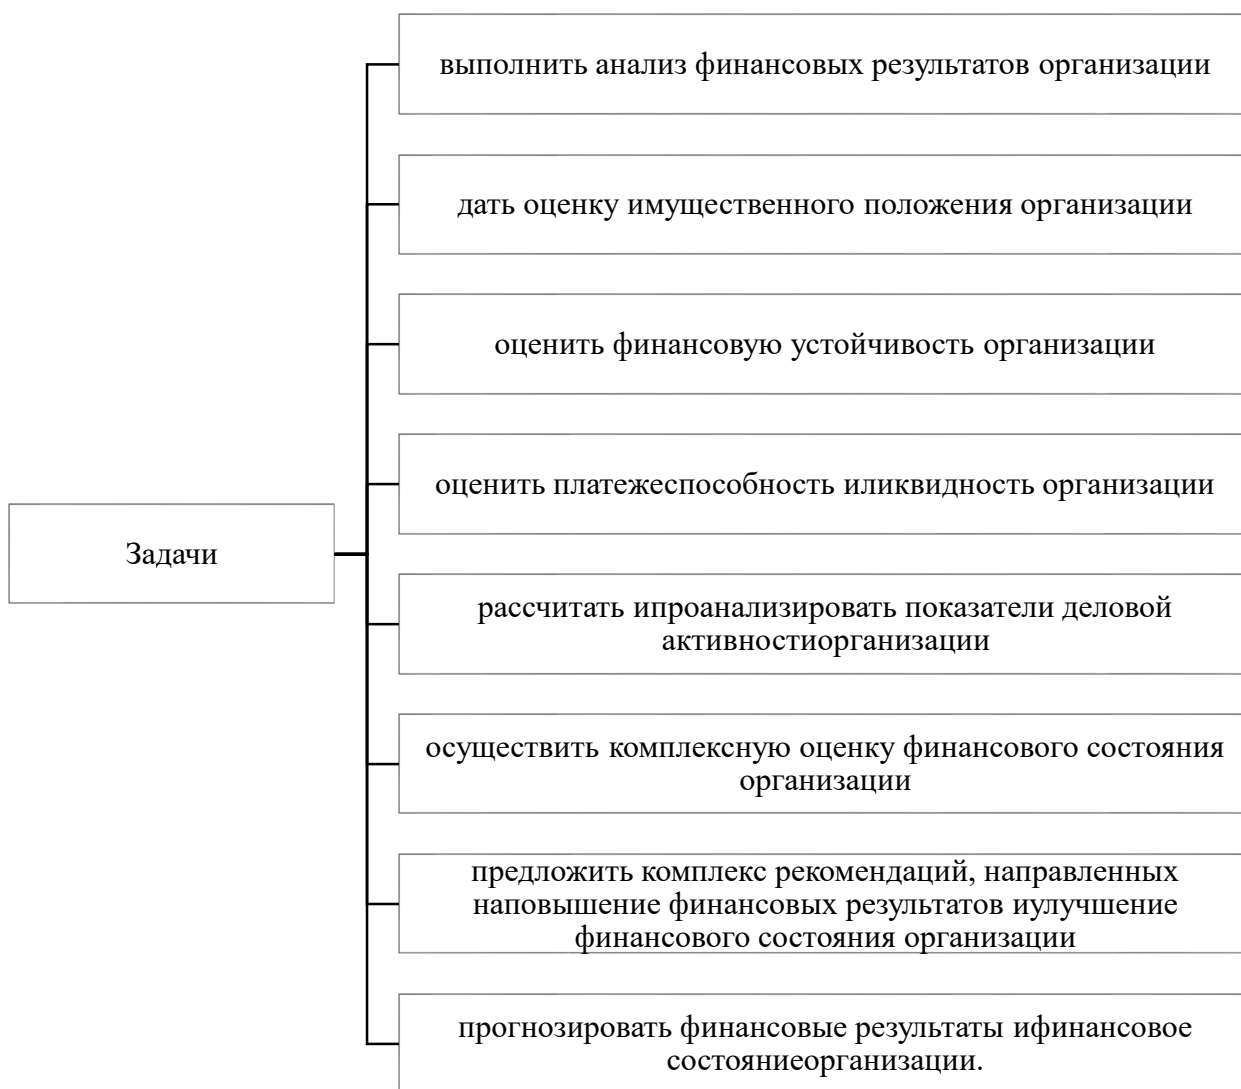 выполнить анализ финансовых результатов организации
дать оценку имущественного положения организации
оценить финансовую устойчивость организации
оценить платежеспособность иликвидность организации
Задачи
рассчитать ипроанализировать показатели деловой
активностиорганизации
осуществить комплексную оценку финансового состояния
организации
предложить комплекс рекомендаций, направленных
наповышение финансовых результатов иулучшение
финансового состояния организации
прогнозировать финансовые результаты ифинансовое
состояниеорганизации.